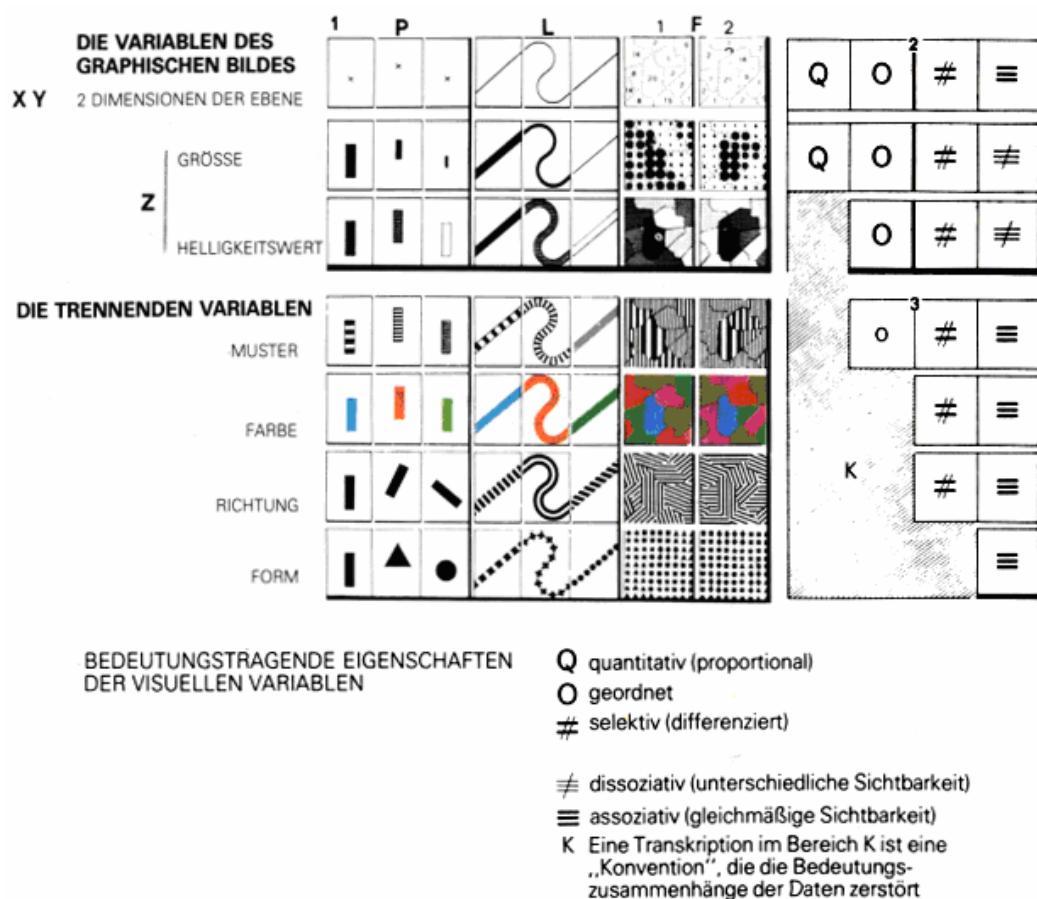 1 P L 1 F 2
DIE VARIABLEN DES
GRAPHISCHEN BILDES
X Y 2 DIMENSIONEN DER EBENE
2
Q O # ≡
GRÖSSE
Q O # ≢
Z
HELLIGKEITSWERT
O # ≢
DIE TRENNENDEN VARIABLEN
3
MUSTER
o # ≡
FARBE
# ≡
K
RICHTUNG
# ≡
FORM
≡
BEDEUTUNGSTRAGENDE EIGENSCHAFTEN
DER VISUELLEN VARIABLEN
Q quantitativ (proportional)
O geordnet
# selektiv (differenziert)
≢ dissoziativ (unterschiedliche Sichtbarkeit)
≡ assoziativ (gleichmäßige Sichtbarkeit)
K Eine Transkription im Bereich K ist eine
„Konvention", die die Bedeutungs-
zusammenhänge der Daten zerstört